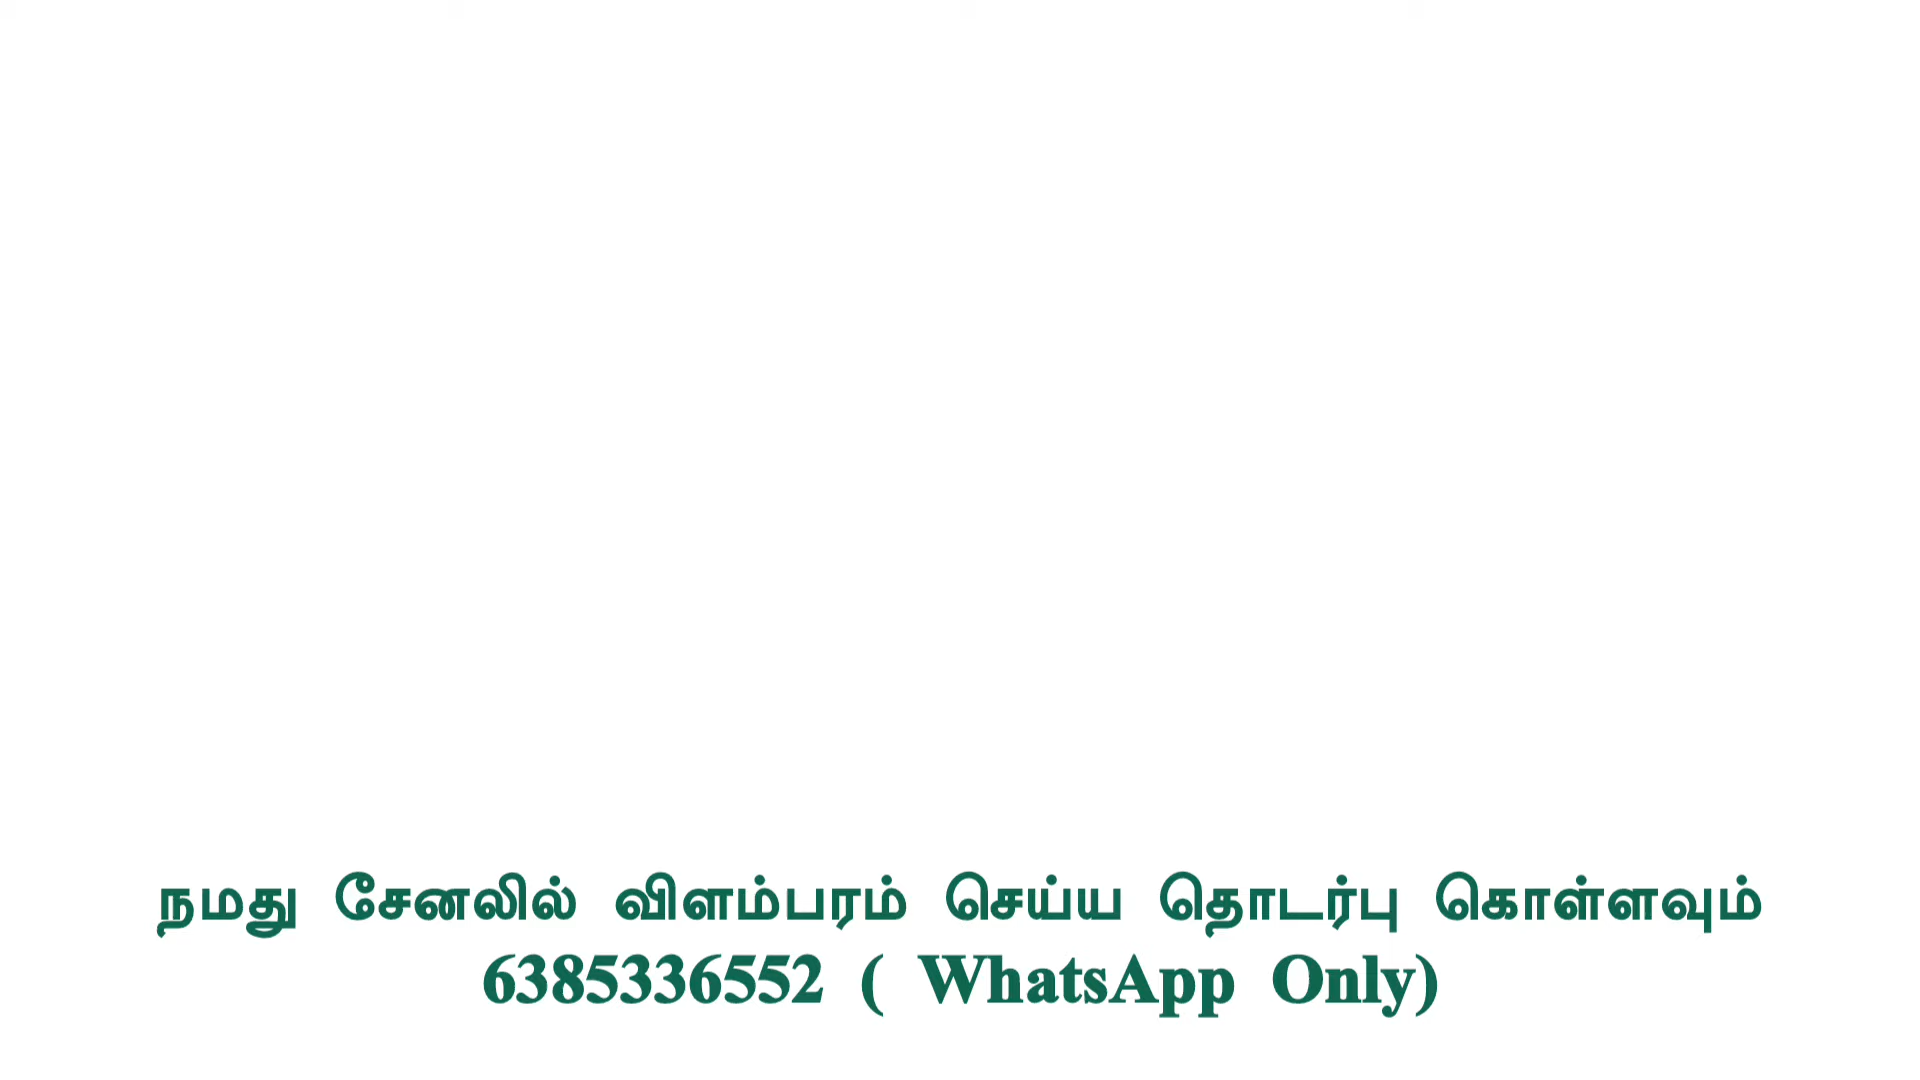 நமது சேனலில் விளம்பரம் செய்ய தொடர்பு கொள்ளவும்
6385336552 ( WhatsApp Only)